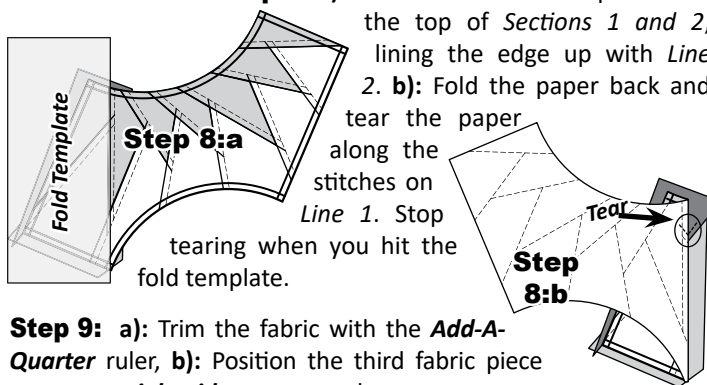 the top of Sections 1 and 2,
lining the edge up with Line
2. b): Fold the paper back and
tear the paper
along the
stitches on
Line 1. Stop
tearing when you hit the
fold template.
Fold Template
Step 8:a
Tear
Step
8:b
Step 9: a): Trim the fabric with the Add-A-
Quarter ruler, b): Position the third fabric piece